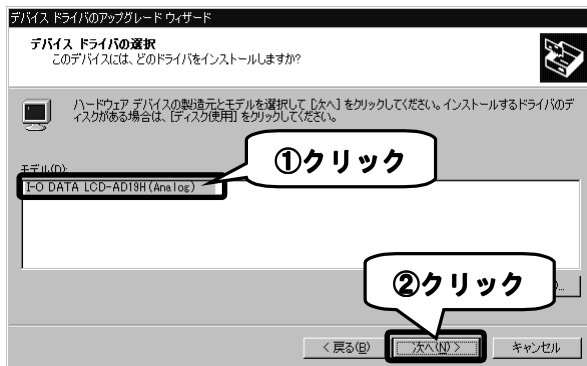 デバイス ドライバのアップグレード ウィザード
デバイス ドライバの選択
このデバイスには、どのドライバをインストールしますか?
ハードウェア デバイスの製造元とモデルを選択して [次へ] をクリックしてください。インストールするドライバのデ
ィスクがある場合は、[ディスク使用] をクリックしてください。
①クリック
モデル(D):
I-O DATA LCD-AD19H(Analog)
②クリック
< 戻る(B)
次へ(N) >
キャンセル